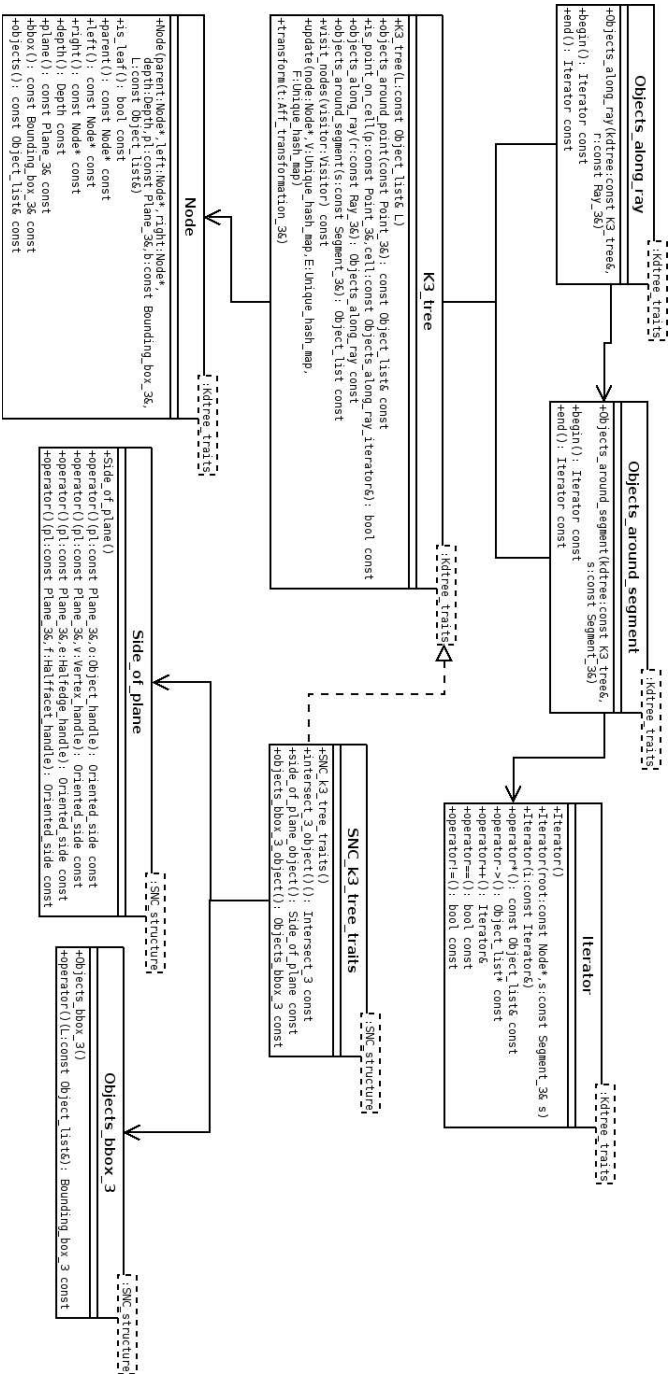 Objects_along_ray
:Kdtree_traits
+Objects_along_ray(kdtree:const K3_tree&,
r:const Ray_3&)
+begin(): Iterator const
+end(): Iterator const
Objects_around_segment
:Kdtree_traits
+Objects_around_segment(kdtree:const K3_tree&,
s:const Segment_3&)
+begin(): Iterator const
+end(): Iterator const
Iterator
:Kdtree_traits
+Iterator()
+Iterator(root:const Node*,s:const Segment_3& s)
+Iterator(i:const Iterator&)
+operator*(): const Object_list& const
+operator->(): Object_list* const
+operator++(): Iterator&
+operator==(): bool const
+operator!=(): bool const
K3_tree
:Kdtree_traits
+K3_tree(L:const Object_list& L)
+objects_around_point(const Point_3&): const Object_list& const
+is_point_on_cell(p:const Point_3&,cell:const Objects_along_ray_iterator&): bool const
+objects_along_ray(r:const Ray_3&): Objects_along_ray const
+objects_around_segment(s:const Segment_3&): Object_list const
+visit_nodes(visitor:Visitor) const
+update(node:Node*,V:Unique_hash_map,E:Unique_hash_map,
F:Unique_hash_map)
+transform(t:Aff_transformation_3&)
SNC_k3_tree_traits
:SNC_structure
+SNC_k3_tree_traits()
+intersect_3_object()(): Intersect_3 const
+side_of_plane_object(): Side_of_plane const
+objects_bbox_3_object(): Objects_bbox_3 const
Node
:Kdtree_traits
+Node(parent:Node*,left:Node*,right:Node*,
depth:Depth,pl:const Plane_3&,b:const Bounding_box_3&,
L:const Object_list&)
+is_leaf(): bool const
+parent(): const Node* const
+left(): const Node* const
+right(): const Node* const
+depth(): Depth const
+plane(): const Plane_3& const
+bbox(): const Bounding_box_3& const
+objects(): const Object_list& const
Side_of_plane
:SNC_structure
+Side_of_plane()
+operator()(pl:const Plane_3&,o:Object_handle): Oriented_side const
+operator()(pl:const Plane_3&,v:Vertex_handle): Oriented_side const
+operator()(pl:const Plane_3&,e:Halfedge_handle): Oriented_side const
+operator()(pl:const Plane_3&,f:Halffacet_handle): Oriented_side const
Objects_bbox_3
:SNC_structure
+Objects_bbox_3()
+operator()(L:const Object_list&): Bounding_box_3 const